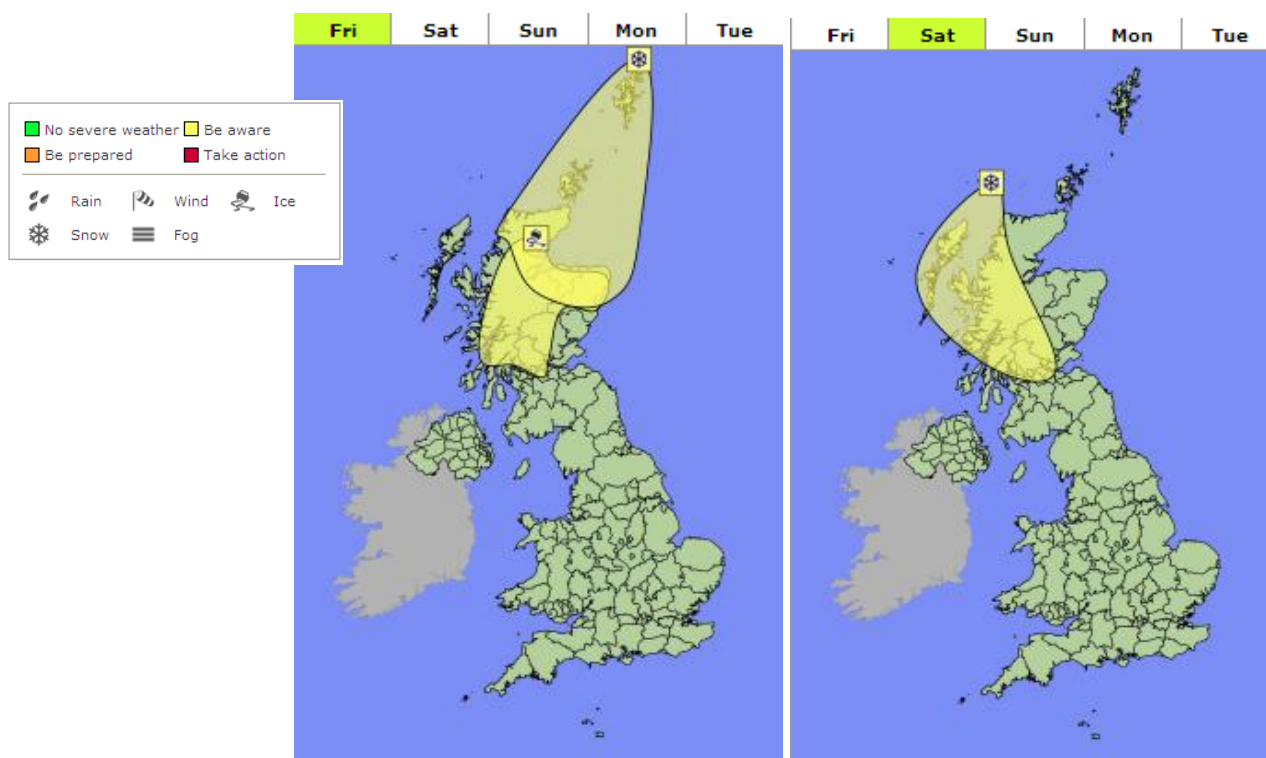 Fri Sat Sun Mon Tue
Fri Sat Sun Mon Tue
No severe weather Be aware
Be prepared Take action
Rain Wind Ice
Snow Fog